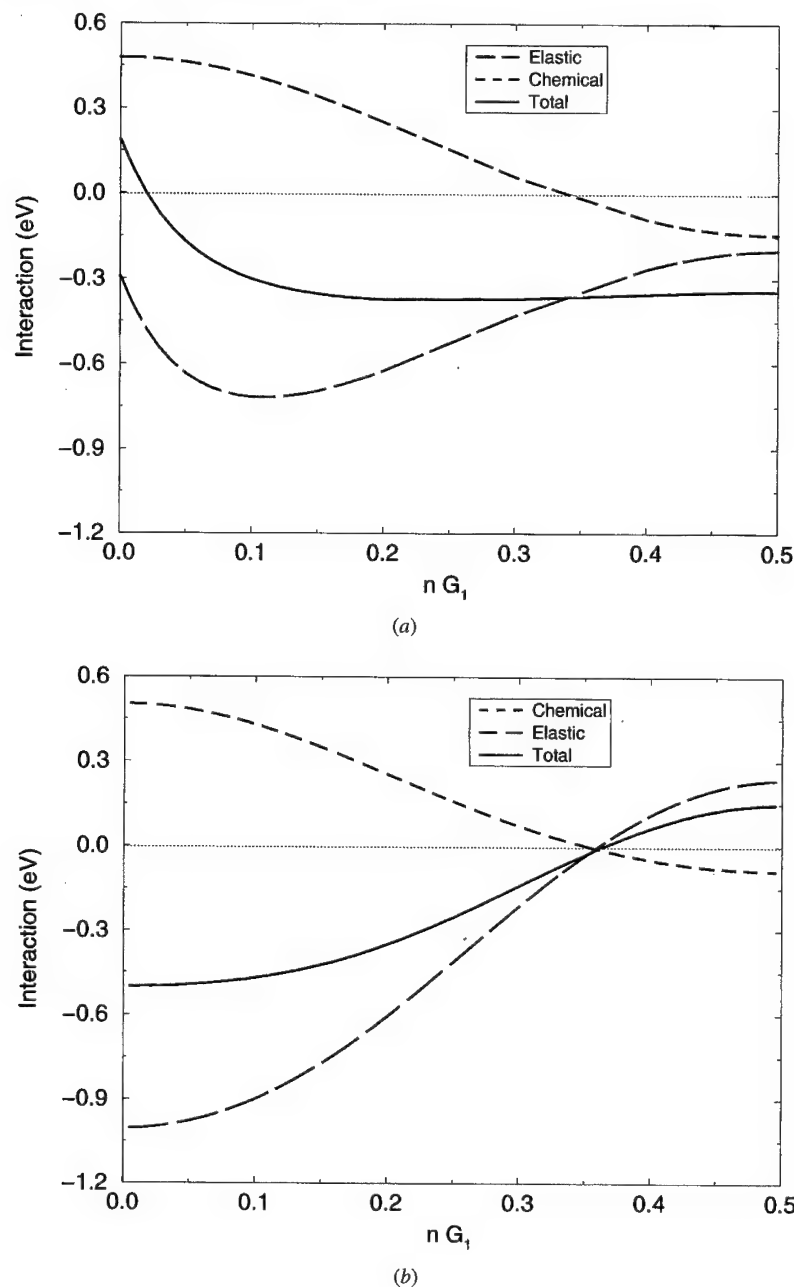 0.6
0.3
0.0
−0.3
−0.6
−0.9
−1.2
Interaction (eV)
Elastic
Chemical
Total
0.0 0.1 0.2 0.3 0.4 0.5
n G₁
(a)
0.6
0.3
0.0
−0.3
−0.6
−0.9
−1.2
Interaction (eV)
Chemical
Elastic
Total
0.0 0.1 0.2 0.3 0.4 0.5
n G₁
(b)